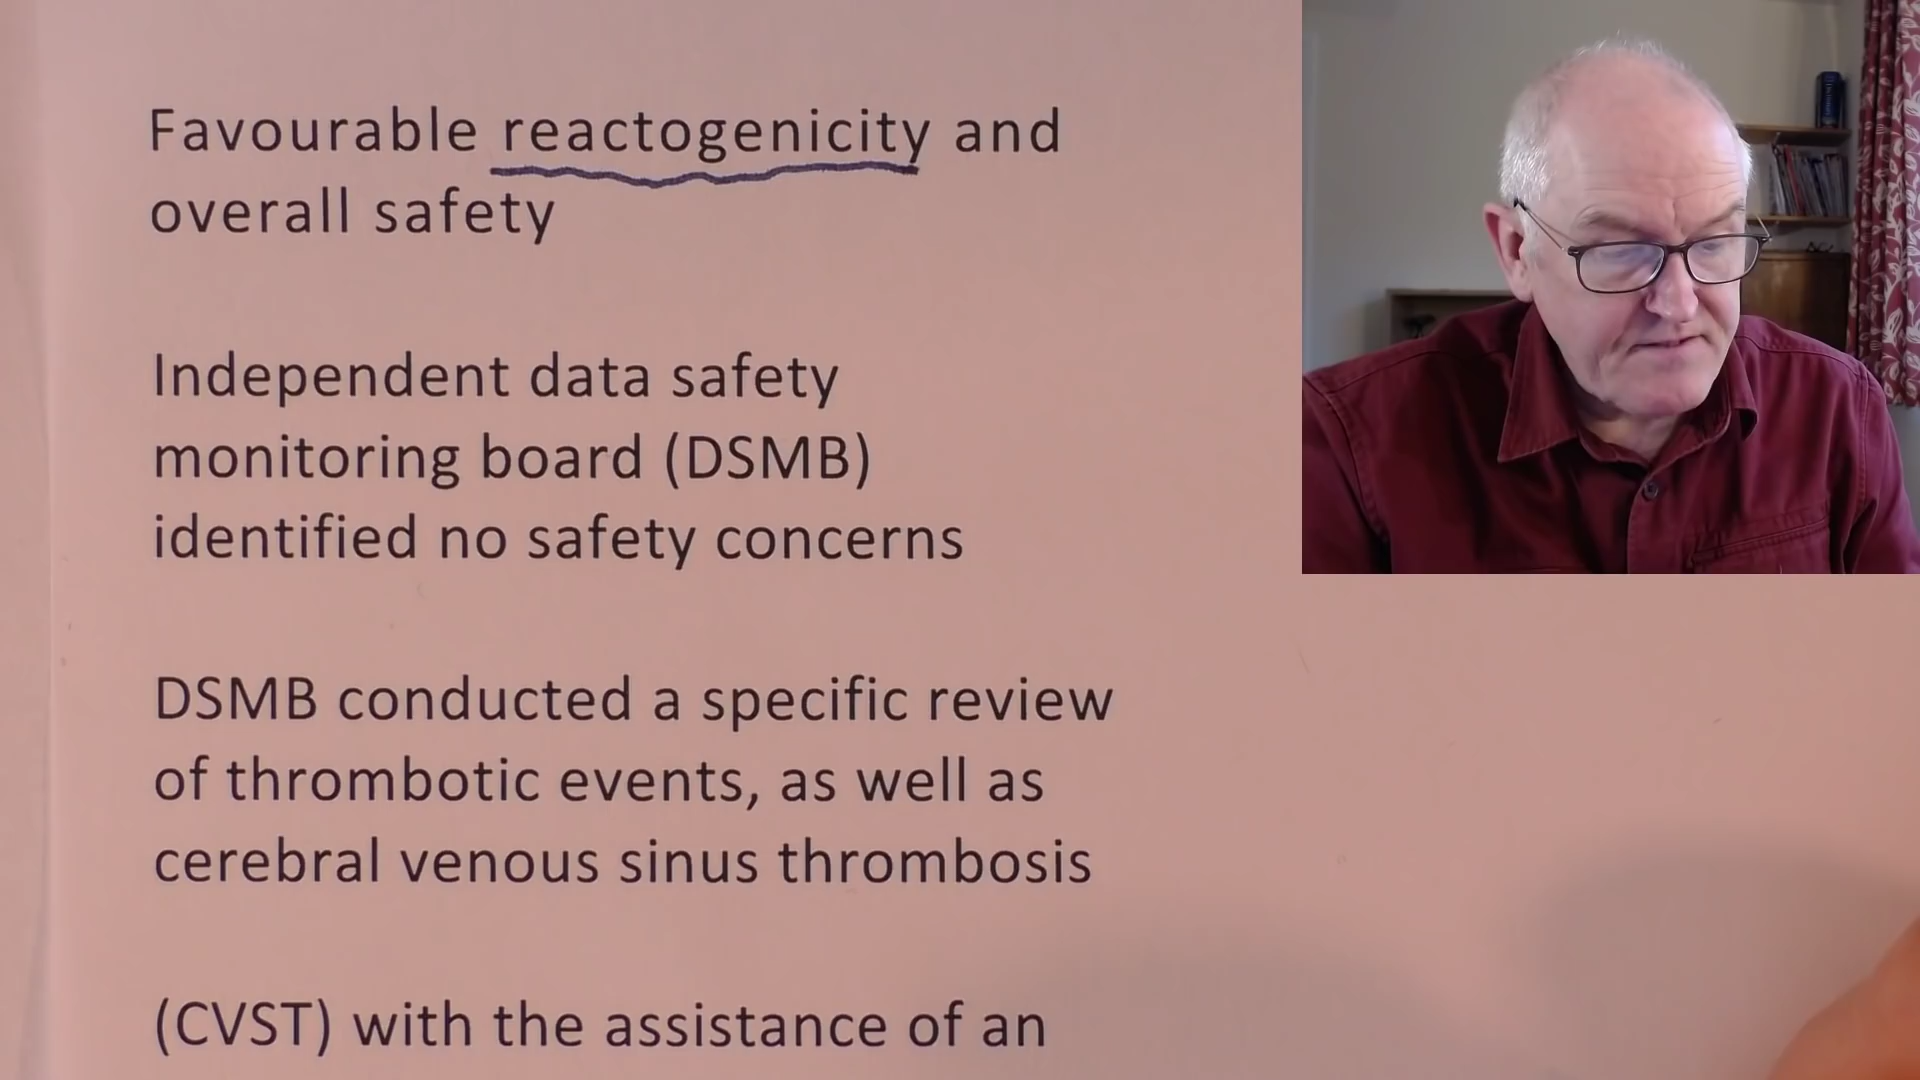 Favourable reactogenicity and
overall safety
Independent data safety
monitoring board (DSMB)
identified no safety concerns
DSMB conducted a specific review
of thrombotic events, as well as
cerebral venous sinus thrombosis
(CVST) with the assistance of an